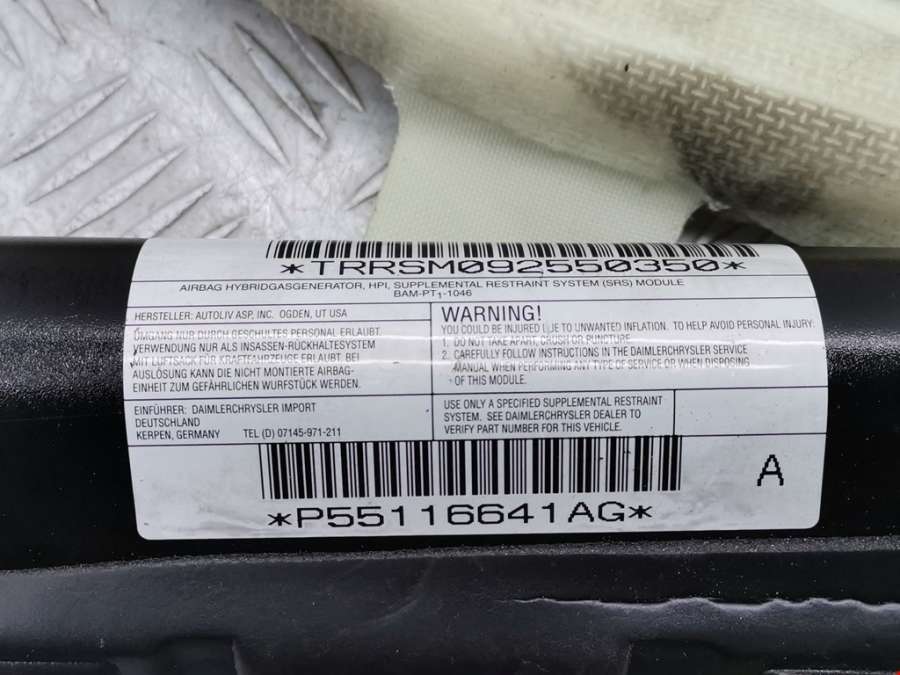 *TRRSM092550350*
AIRBAG HYBRIDGASGENERATOR, HPI, SUPPLEMENTAL RESTRAINT SYSTEM (SRS) MODULE
BAM-PT₁-1046
HERSTELLER: AUTOLIV ASP, INC. OGDEN, UT USA
UMGANG NUR DURCH GESCHULTES PERSONAL ERLAUBT.
VERWENDUNG NUR ALS INSASSEN-RÜCKHALTESYSTEM
MIT LUFTSACK FÜR KRAFTFAHRZEUGE ERLAUBT. BEI
AUSLÖSUNG KANN DIE NICHT MONTIERTE AIRBAG-
EINHEIT ZUM GEFÄHRLICHEN WURFSTÜCK WERDEN.
WARNING!
YOU COULD BE INJURED DUE TO UNWANTED INFLATION. TO HELP AVOID PERSONAL INJURY:
1. DO NOT TAKE APART, CRUSH OR PUNCTURE.
2. CAREFULLY FOLLOW INSTRUCTIONS IN THE DAIMLERCHRYSLER SERVICE
MANUAL WHEN PERFORMING ANY TYPE OF SERVICE OR WHEN DISPOSING
OF THIS MODULE.
EINFÜHRER: DAIMLERCHRYSLER IMPORT
DEUTSCHLAND
KERPEN, GERMANY TEL (D) 07145-971-211
USE ONLY A SPECIFIED SUPPLEMENTAL RESTRAINT
SYSTEM. SEE DAIMLERCHRYSLER DEALER TO
VERIFY PART NUMBER FOR THIS VEHICLE.
A
*P55116641AG*